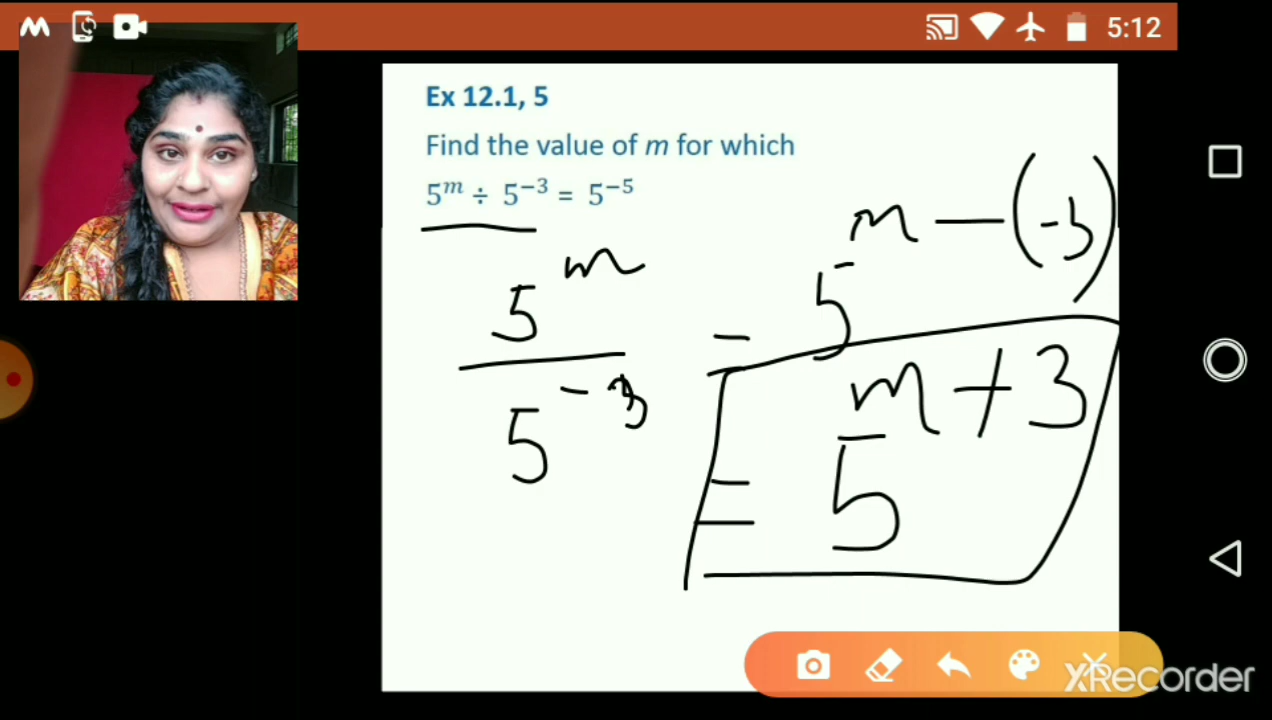 5:12
Ex 12.1, 5
Find the value of m for which
5^m ÷ 5^−3 = 5^−5
5^m / 5^−3 = 5^m−(−3)
= 5^m+3
XRecorder